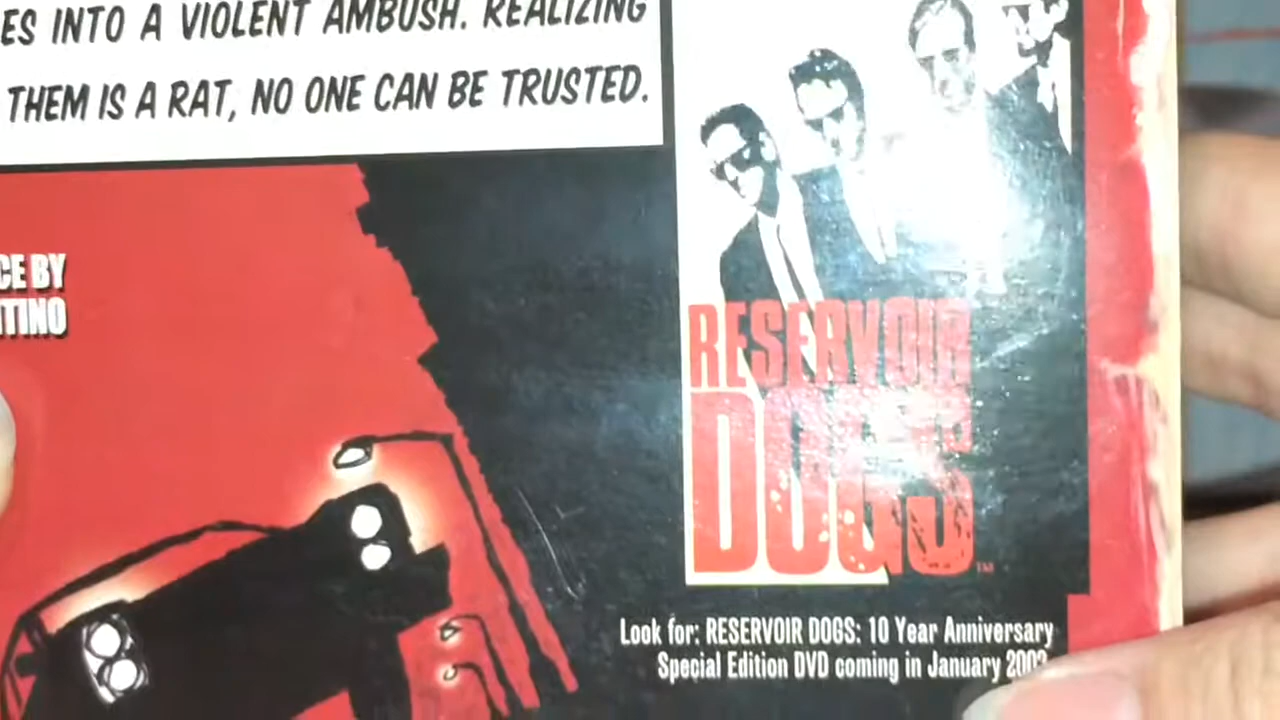 ES INTO A VIOLENT AMBUSH. REALIZING
THEM IS A RAT, NO ONE CAN BE TRUSTED.
CE BY
TINO
RESERVOIR
DOGS
TM
Look for: RESERVOIR DOGS: 10 Year Anniversary
Special Edition DVD coming in January